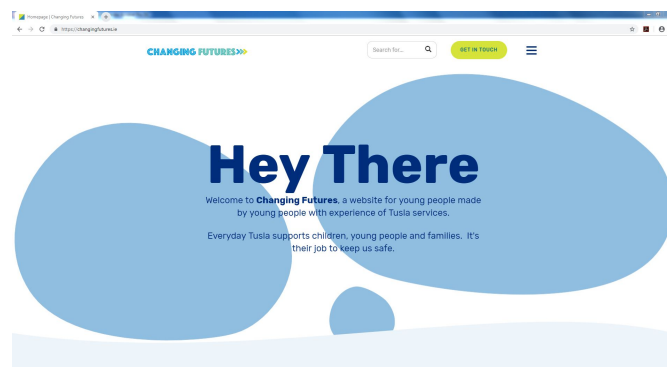 Homepage | Changing Futures
https://changingfutures.ie
CHANGING FUTURES
Search for...
GET IN TOUCH
Hey There
Welcome to Changing Futures, a website for young people made
by young people with experience of Tusla services.
Everyday Tusla supports children, young people and families. It's
their job to keep us safe.